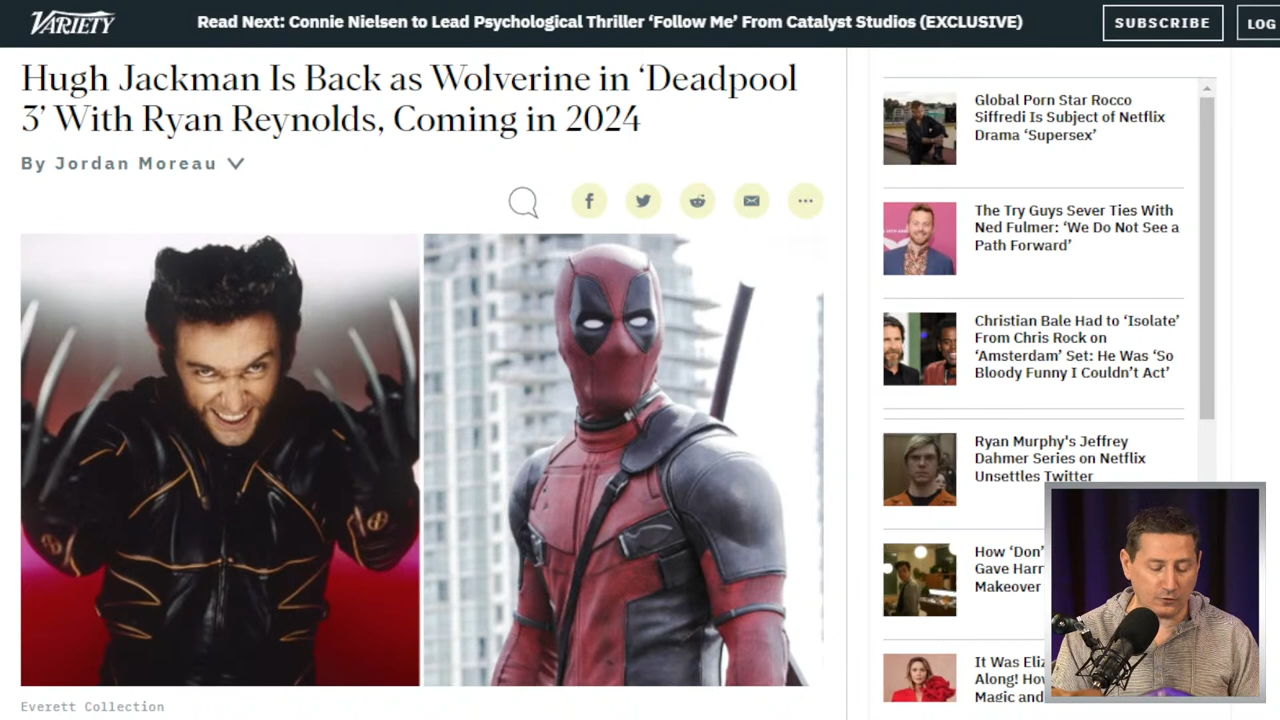 VARIETY
Read Next: Connie Nielsen to Lead Psychological Thriller ‘Follow Me’ From Catalyst Studios (EXCLUSIVE)
SUBSCRIBE
LOG
Hugh Jackman Is Back as Wolverine in ‘Deadpool
3’ With Ryan Reynolds, Coming in 2024
By Jordan Moreau
Everett Collection
Global Porn Star Rocco
Siffredi Is Subject of Netflix
Drama ‘Supersex’
The Try Guys Sever Ties With
Ned Fulmer: ‘We Do Not See a
Path Forward’
Christian Bale Had to ‘Isolate’
From Chris Rock on
‘Amsterdam’ Set: He Was ‘So
Bloody Funny I Couldn’t Act’
Ryan Murphy's Jeffrey
Dahmer Series on Netflix
Unsettles Twitter
How ‘Don’
Gave Harr
Makeover
It Was Eliz
Along! How
Magic and